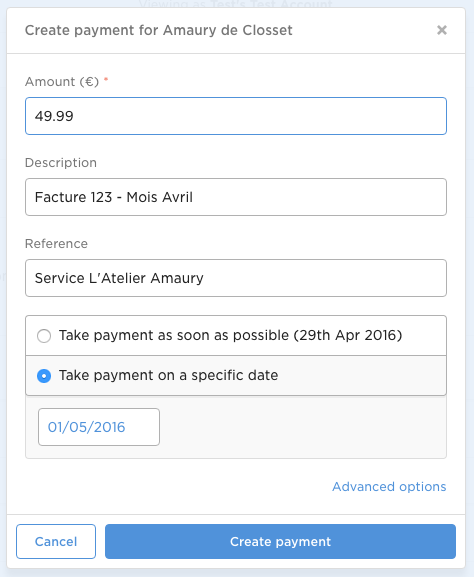 Viewing as Test's Test Account
Create payment for Amaury de Closset
×
Amount (€) *
49.99
Description
Facture 123 - Mois Avril
Reference
Service L'Atelier Amaury
Take payment as soon as possible (29th Apr 2016)
Take payment on a specific date
01/05/2016
Advanced options
Cancel
Create payment